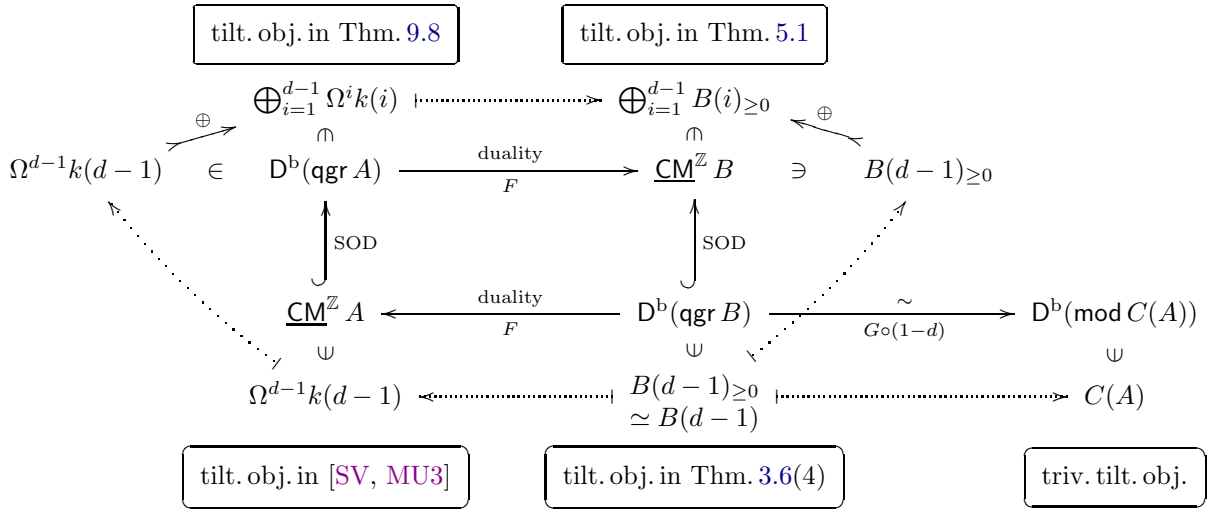 tilt. obj. in Thm. 9.8 tilt. obj. in Thm. 5.1
⨁_{i=1}^{d−1} Ω^i k(i) ⨁_{i=1}^{d−1} B(i)_{≥0}
⊕ ⊕
Ω^{d−1}k(d − 1) ∈ D^b(qgr A) duality F CM^ℤ B ∋ B(d − 1)_{≥0}
SOD SOD
CM^ℤ A duality F D^b(qgr B) ∼ G∘(1−d) D^b(mod C(A))
Ω^{d−1}k(d − 1) B(d − 1)_{≥0} C(A)
≃ B(d − 1)
tilt. obj. in [SV, MU3] tilt. obj. in Thm. 3.6(4) triv. tilt. obj.